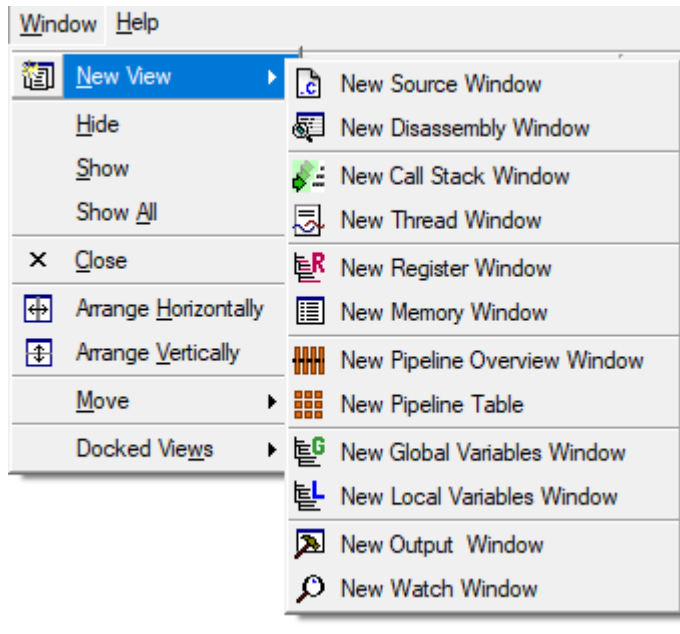 Window Help
New View
Hide
Show
Show All
Close
Arrange Horizontally
Arrange Vertically
Move
Docked Views
.c New Source Window
New Disassembly Window
New Call Stack Window
New Thread Window
R New Register Window
New Memory Window
New Pipeline Overview Window
New Pipeline Table
G New Global Variables Window
L New Local Variables Window
New Output Window
New Watch Window